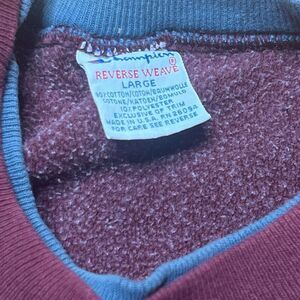 Champion
REVERSE WEAVE ®
LARGE
90% COTTON/COTON/BAUMWOLLE
COTONE/KATOEN/BOMULD
10% POLYESTER
EXCLUSIVE OF TRIM
MADE IN U.S.A. RN 26094
FOR CARE SEE REVERSE